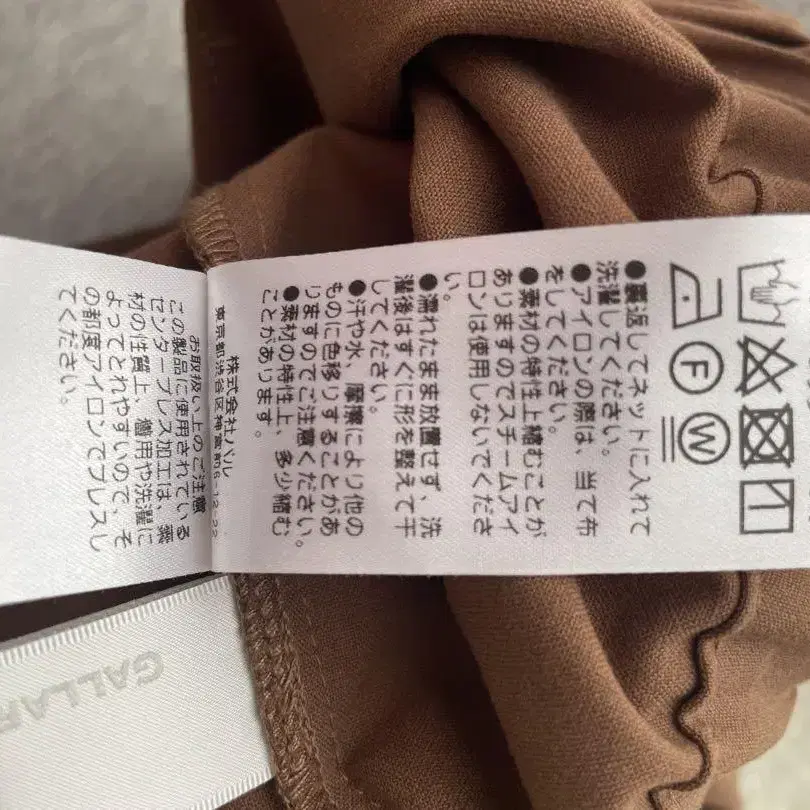 F W
●裏返してネットに入れて
洗濯してください。
●アイロンの際は、当て布
をしてください。
●素材の特性上縮むことが
ありますのでスチームアイ
ロンは使用しないでくださ
い。
●濡れたまま放置せず、洗
濯後はすぐに形を整えて干
してください。
●汗や水、摩擦により他の
ものに色移りすることがあ
りますのでご注意ください。
●素材の特性上、多少縮む
ことがあります。
株式会社パル
東京都渋谷区神宮前6-12-22
お取扱い上のご注意
この製品に使用されている
センタープレス加工は、素
材の性質上、着用や洗濯に
よってとれやすいので、そ
の都度アイロンでプレスし
てください。
GALLAR